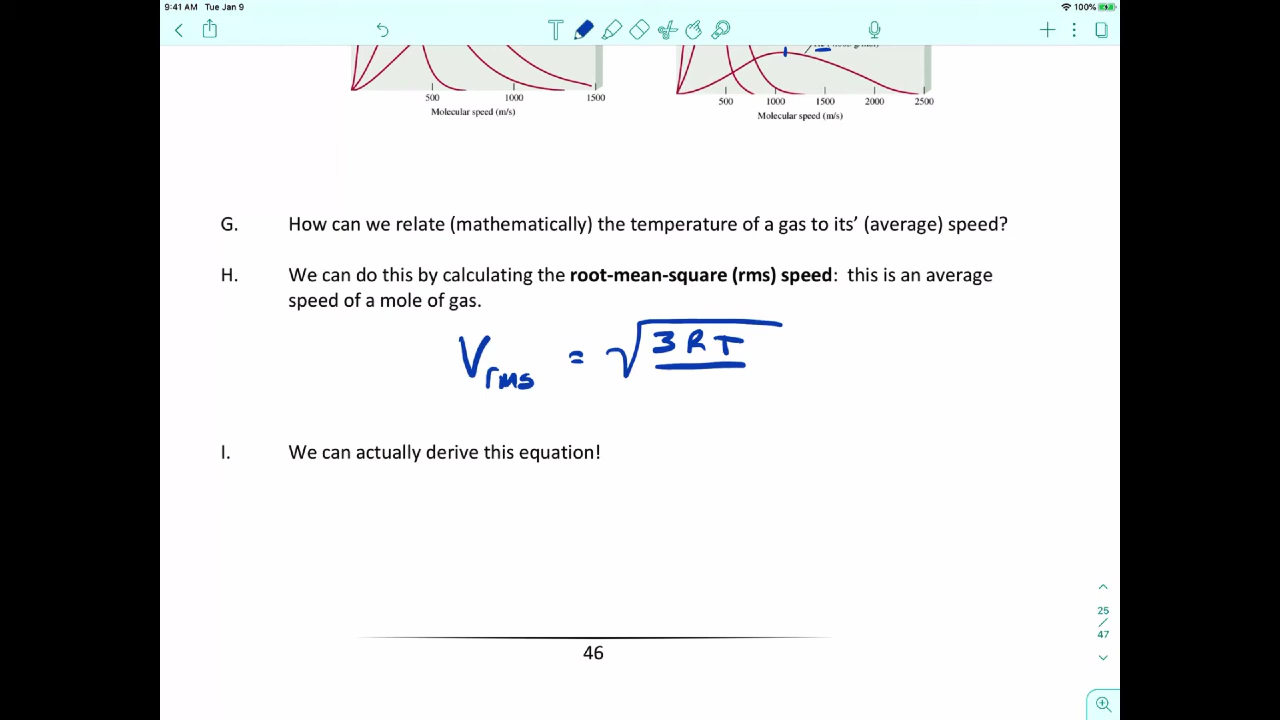 9:41 AM Tue Jan 9
100%
T
500 1000 1500
Molecular speed (m/s)
500 1000 1500 2000 2500
Molecular speed (m/s)
G. How can we relate (mathematically) the temperature of a gas to its’ (average) speed?
H. We can do this by calculating the root-mean-square (rms) speed: this is an average
speed of a mole of gas.
Vrms = √3RT
I. We can actually derive this equation!
25
/
47
46